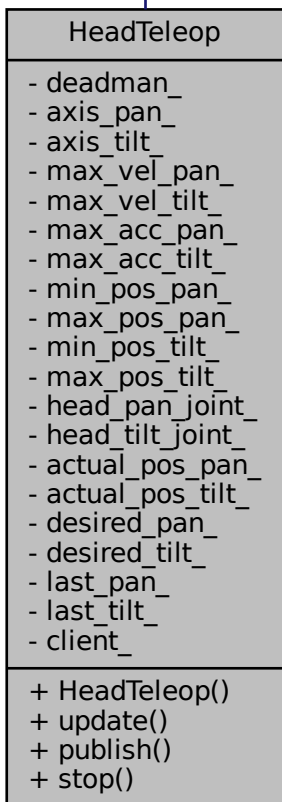 HeadTeleop
- deadman_
- axis_pan_
- axis_tilt_
- max_vel_pan_
- max_vel_tilt_
- max_acc_pan_
- max_acc_tilt_
- min_pos_pan_
- max_pos_pan_
- min_pos_tilt_
- max_pos_tilt_
- head_pan_joint_
- head_tilt_joint_
- actual_pos_pan_
- actual_pos_tilt_
- desired_pan_
- desired_tilt_
- last_pan_
- last_tilt_
- client_
+ HeadTeleop()
+ update()
+ publish()
+ stop()